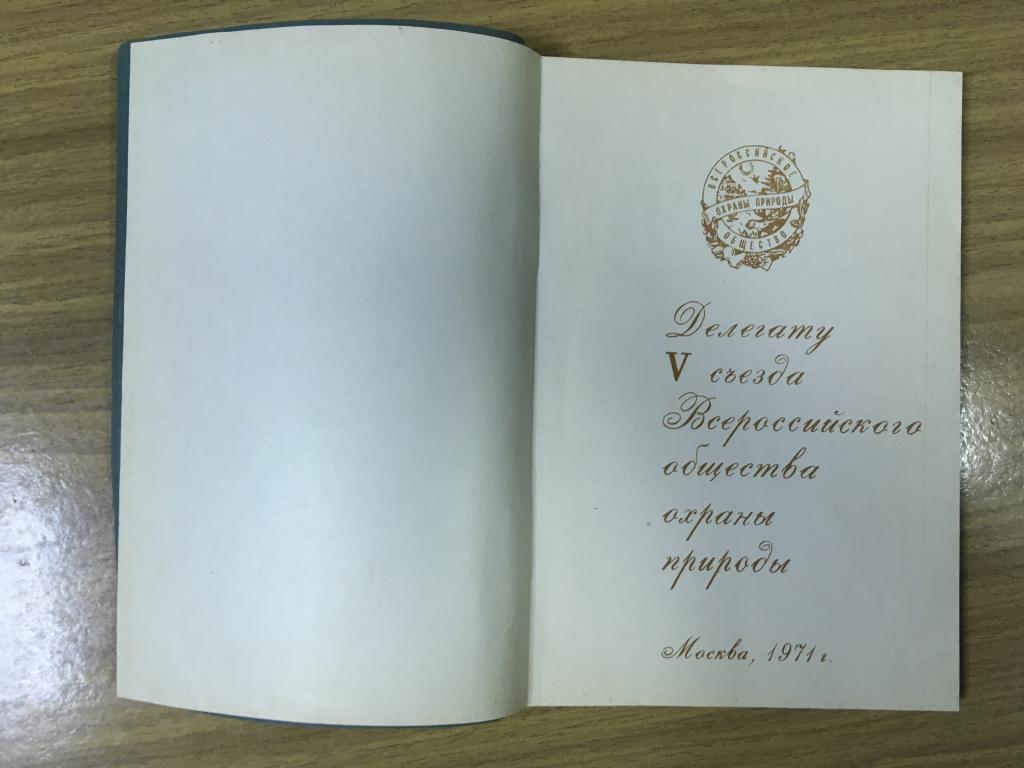 ВСЕРОССИЙСКОЕ
ОХРАНЫ ПРИРОДЫ
ОБЩЕСТВО
Делегату
V съезда
Всероссийского
общества
охраны
природы
Москва, 1971 г.